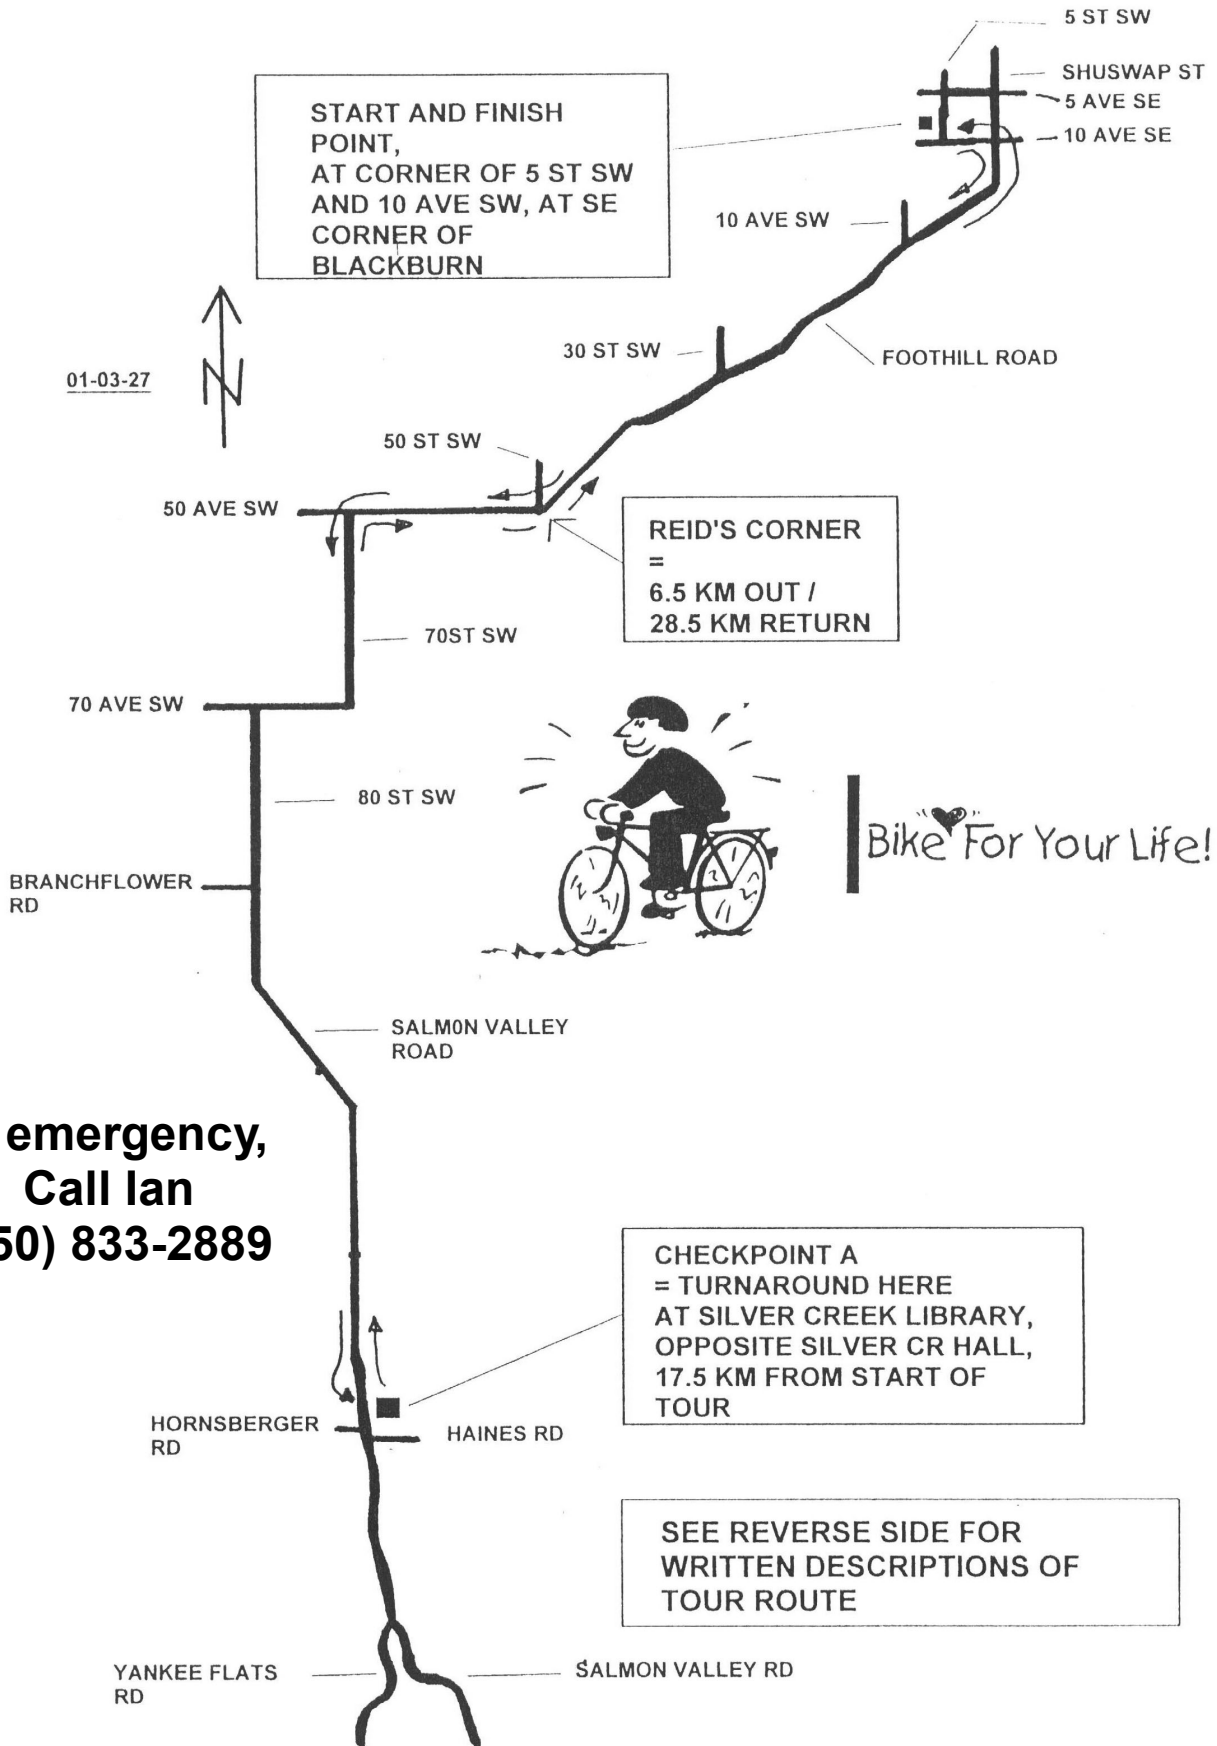 5 ST SW
SHUSWAP ST
5 AVE SE
10 AVE SE
START AND FINISH
POINT,
AT CORNER OF 5 ST SW
AND 10 AVE SW, AT SE
CORNER OF
BLACKBURN
10 AVE SW
30 ST SW
FOOTHILL ROAD
01-03-27
N
50 ST SW
50 AVE SW
REID'S CORNER
=
6.5 KM OUT /
28.5 KM RETURN
70ST SW
70 AVE SW
80 ST SW
Bike For Your Life!
BRANCHFLOWER
RD
SALM0N VALLEY
ROAD
emergency,
Call Ian
50) 833-2889
CHECKPOINT A
= TURNAROUND HERE
AT SILVER CREEK LIBRARY,
OPPOSITE SILVER CR HALL,
17.5 KM FROM START OF
TOUR
HORNSBERGER
RD
HAINES RD
SEE REVERSE SIDE FOR
WRITTEN DESCRIPTIONS OF
TOUR ROUTE
YANKEE FLATS
RD
SALMON VALLEY RD